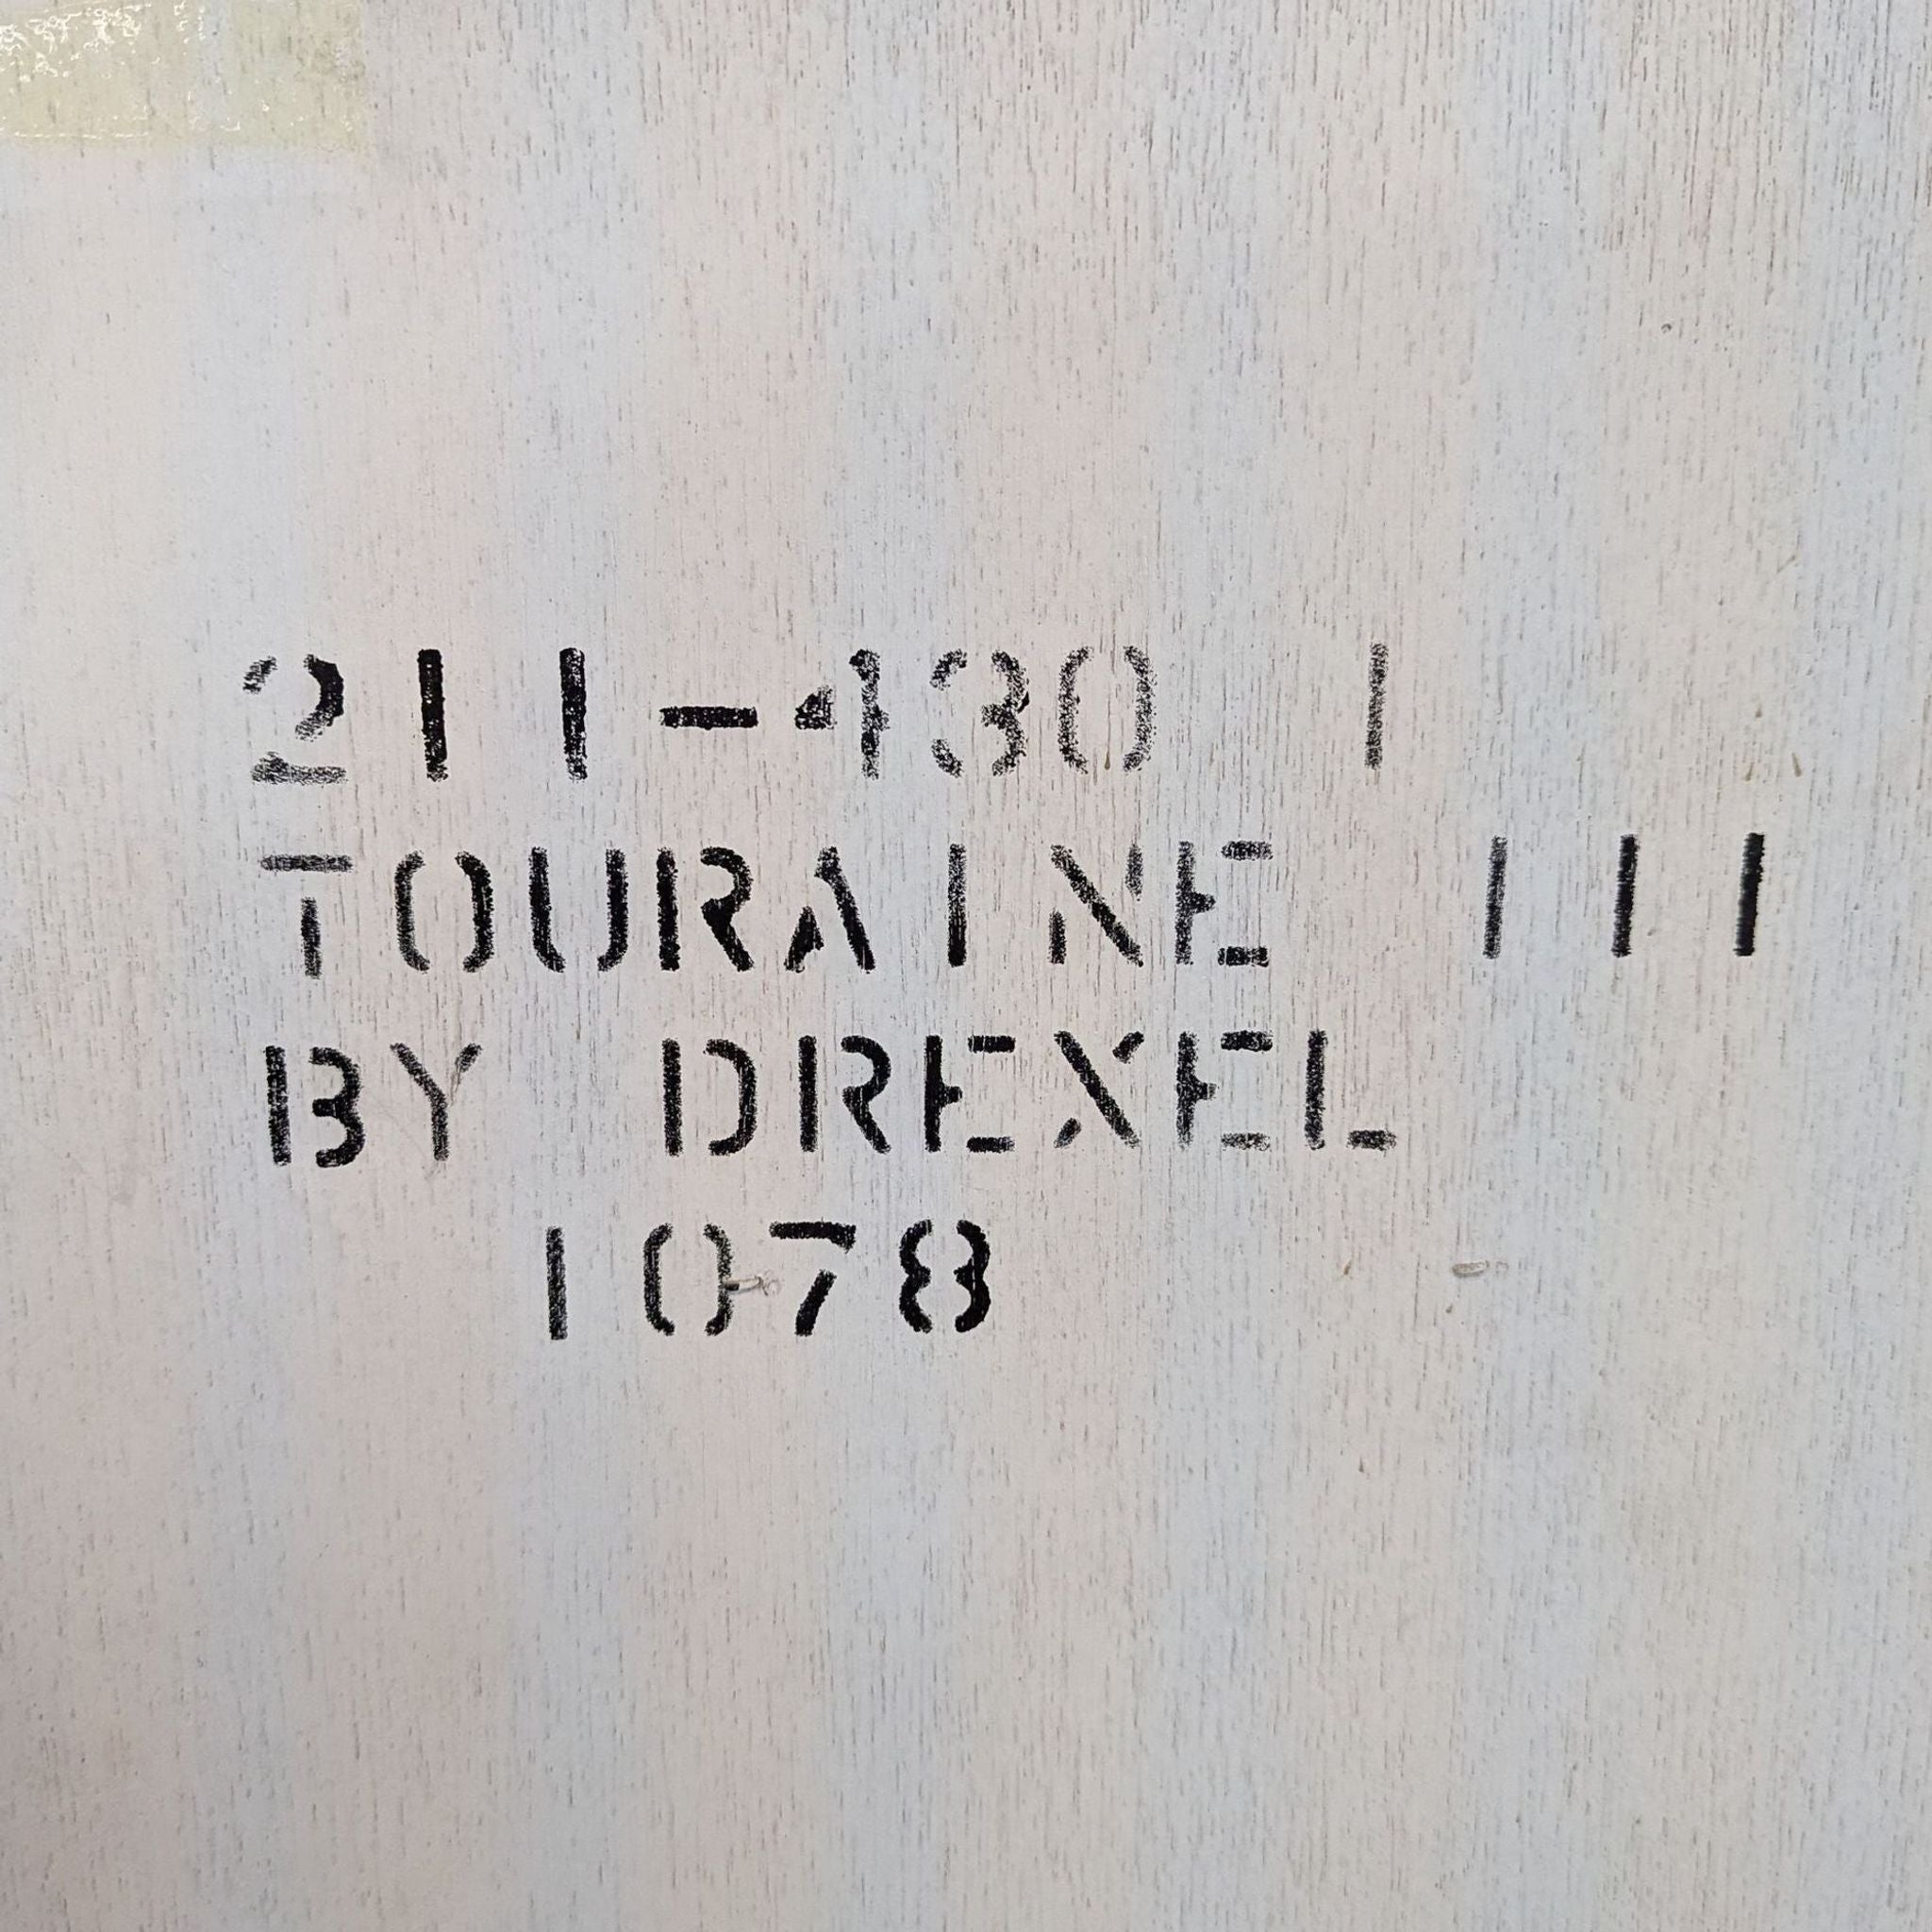 211-430 1
TOURAINE III
BY DREXEL
1078